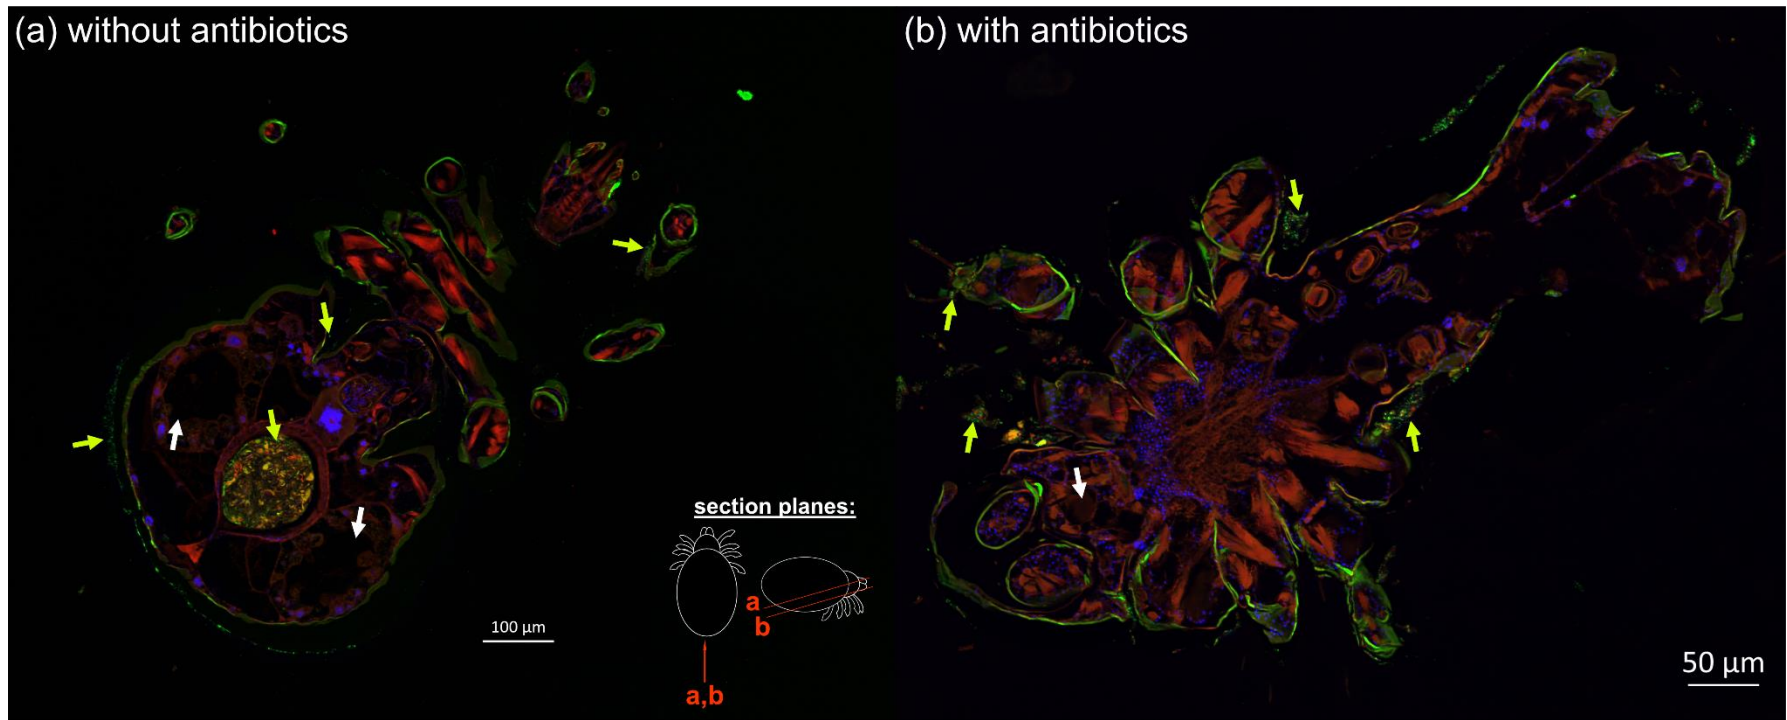 (a) without antibiotics
(b) with antibiotics
section planes:
a
b
a,b
100 µm
50 µm